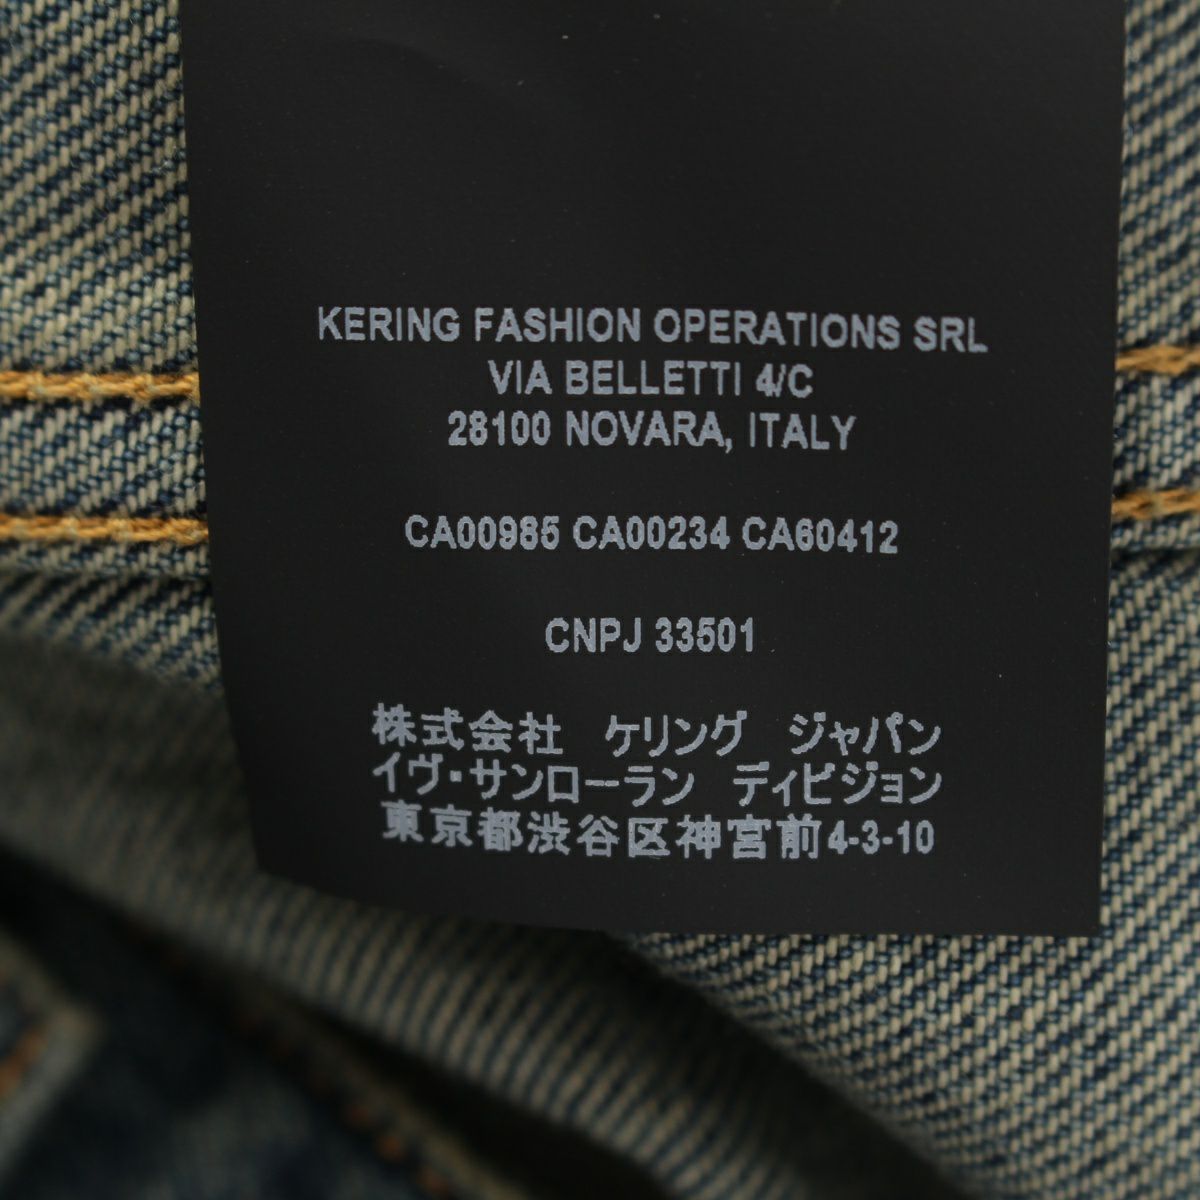 KERING FASHION OPERATIONS SRL
VIA BELLETTI 4/C
28100 NOVARA, ITALY
CA00985 CA00234 CA60412
CNPJ 33501
株式会社 ケリング ジャパン
イヴ・サンローラン ディビジョン
東京都渋谷区神宮前4-3-10